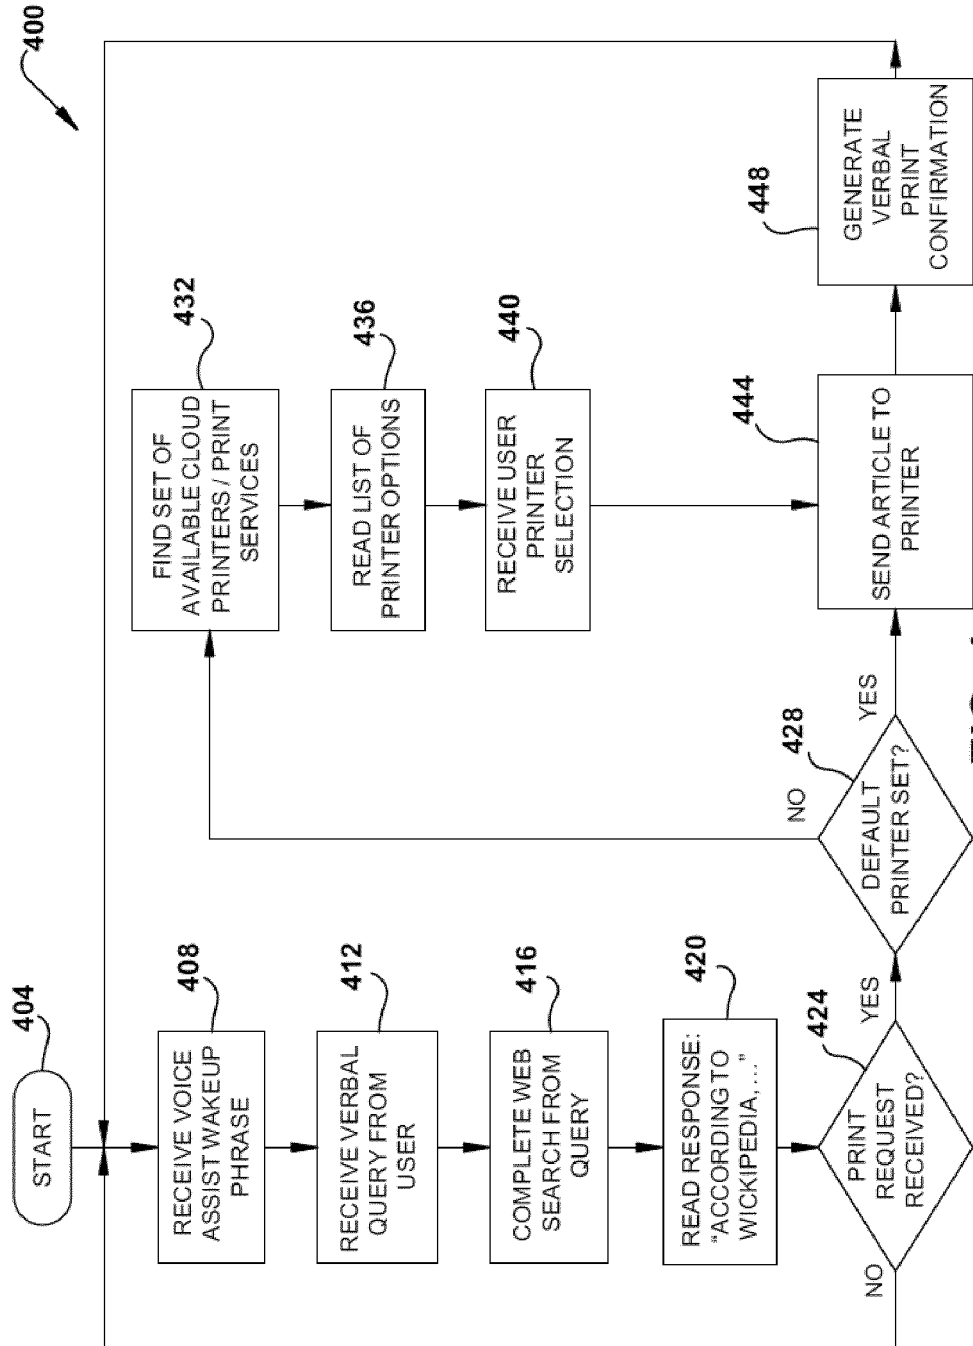 400
404
START
408
RECEIVE VOICE
ASSIST WAKEUP
PHRASE
412
RECEIVE VERBAL
QUERY FROM
USER
416
COMPLETE WEB
SEARCH FROM
QUERY
420
READ RESPONSE:
“ACCORDING TO
WICKIPEDIA,...”
424
PRINT
REQUEST
RECEIVED?
NO
YES
428
DEFAULT
PRINTER SET?
NO
YES
432
FIND SET OF
AVAILABLE CLOUD
PRINTERS / PRINT
SERVICES
436
READ LIST OF
PRINTER OPTIONS
440
RECEIVE USER
PRINTER
SELECTION
444
SEND ARTICLE TO
PRINTER
448
GENERATE
VERBAL
PRINT
CONFIRMATION